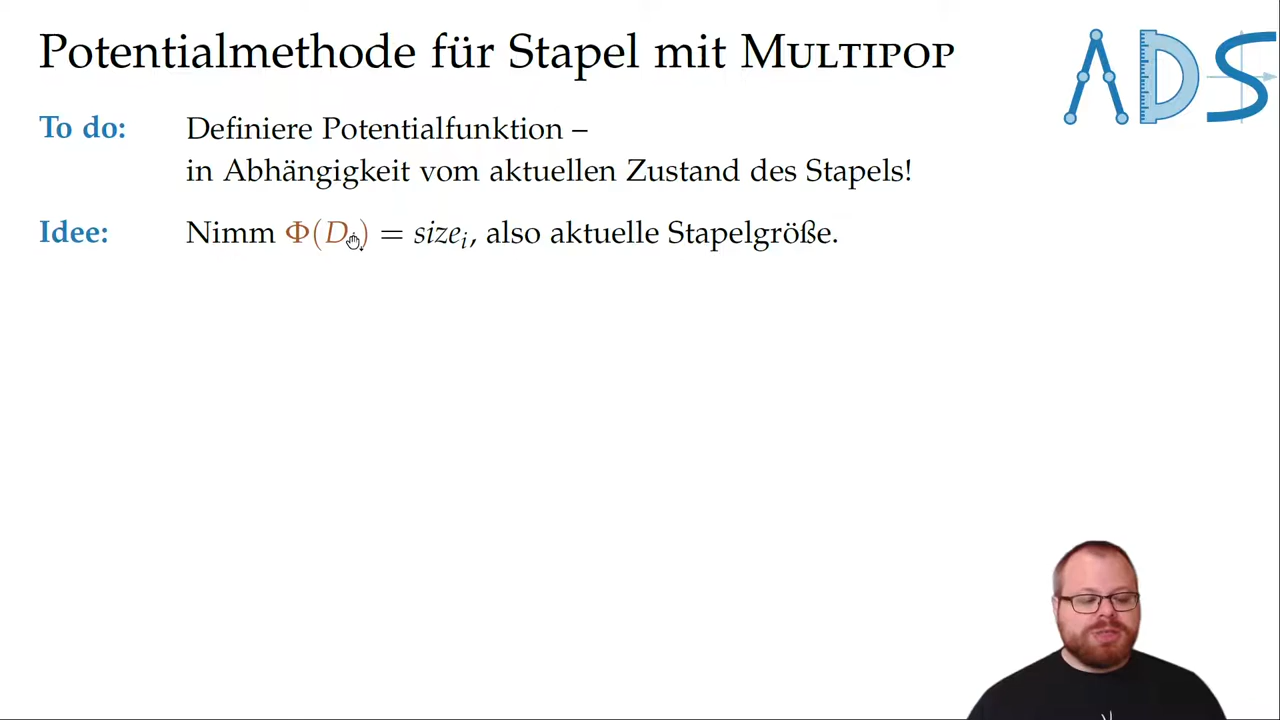 Potentialmethode für Stapel mit MULTIPOP
ADS
To do: Definiere Potentialfunktion –
in Abhängigkeit vom aktuellen Zustand des Stapels!
Idee: Nimm Φ(Dᵢ) = sizeᵢ, also aktuelle Stapelgröße.